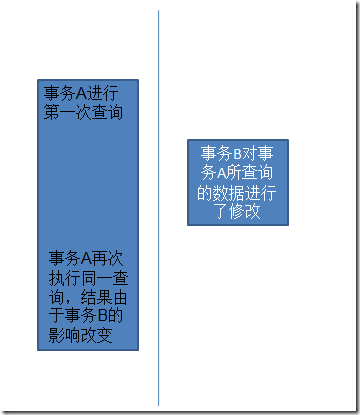 事务A进行
第一次查询
事务B对事
务A所查询
的数据进行
了修改
事务A再次
执行同一查
询，结果由
于事务B的
影响改变